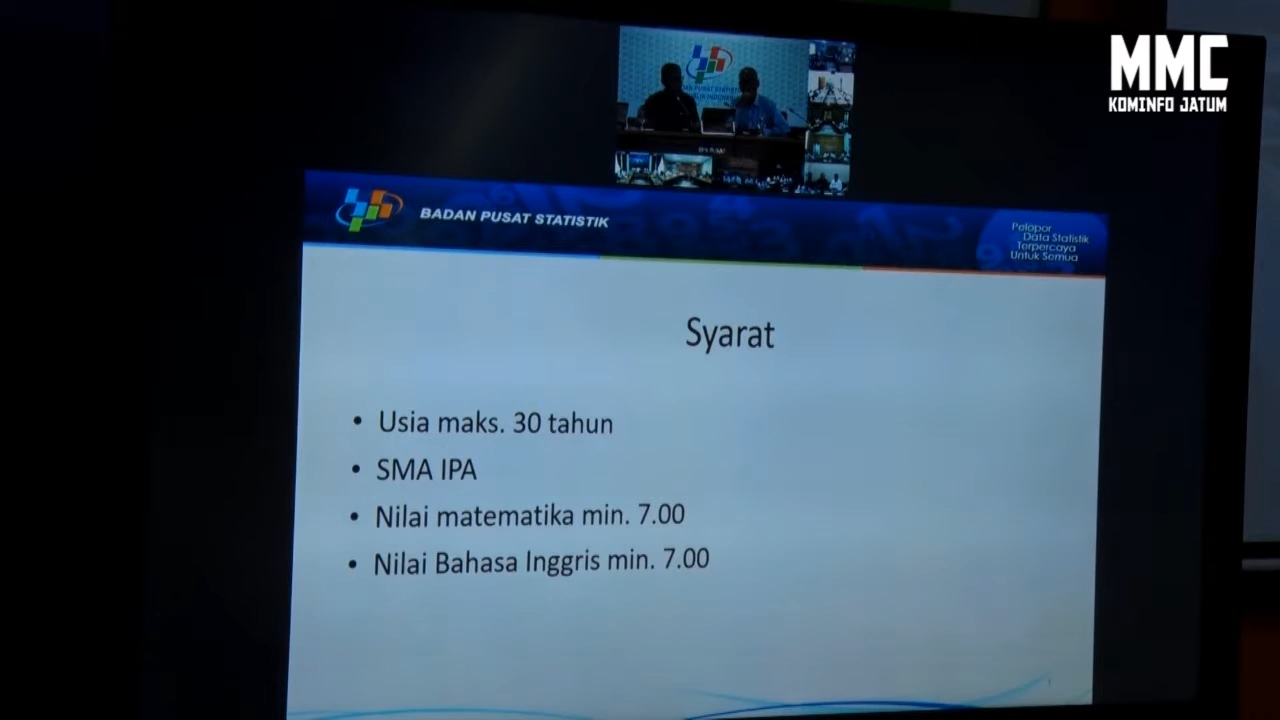 MMC
KOMINFO JATUM
BADAN PUSAT STATISTIK
Pelopor
Data Statistik
Terpercaya
Untuk Semua
Syarat
• Usia maks. 30 tahun
• SMA IPA
• Nilai matematika min. 7.00
• Nilai Bahasa Inggris min. 7.00